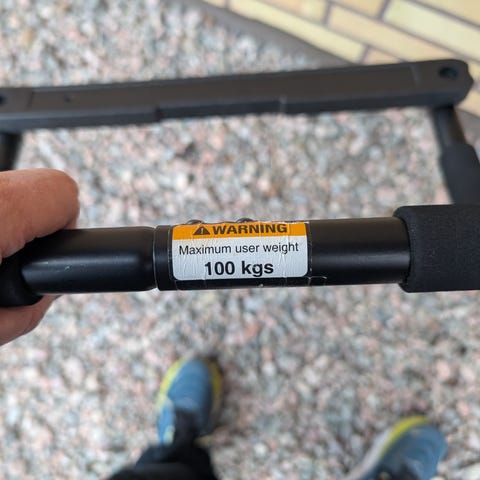 WARNING
Maximum user weight
100 kgs